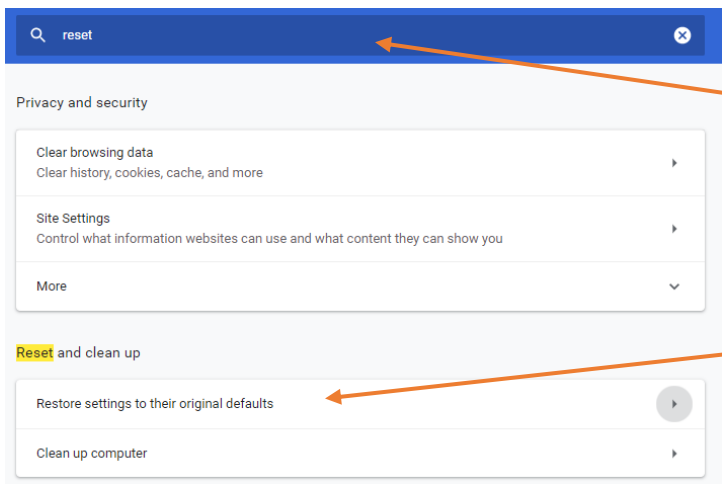 reset
Privacy and security
Clear browsing data
Clear history, cookies, cache, and more
Site Settings
Control what information websites can use and what content they can show you
More
Reset and clean up
Restore settings to their original defaults
Clean up computer